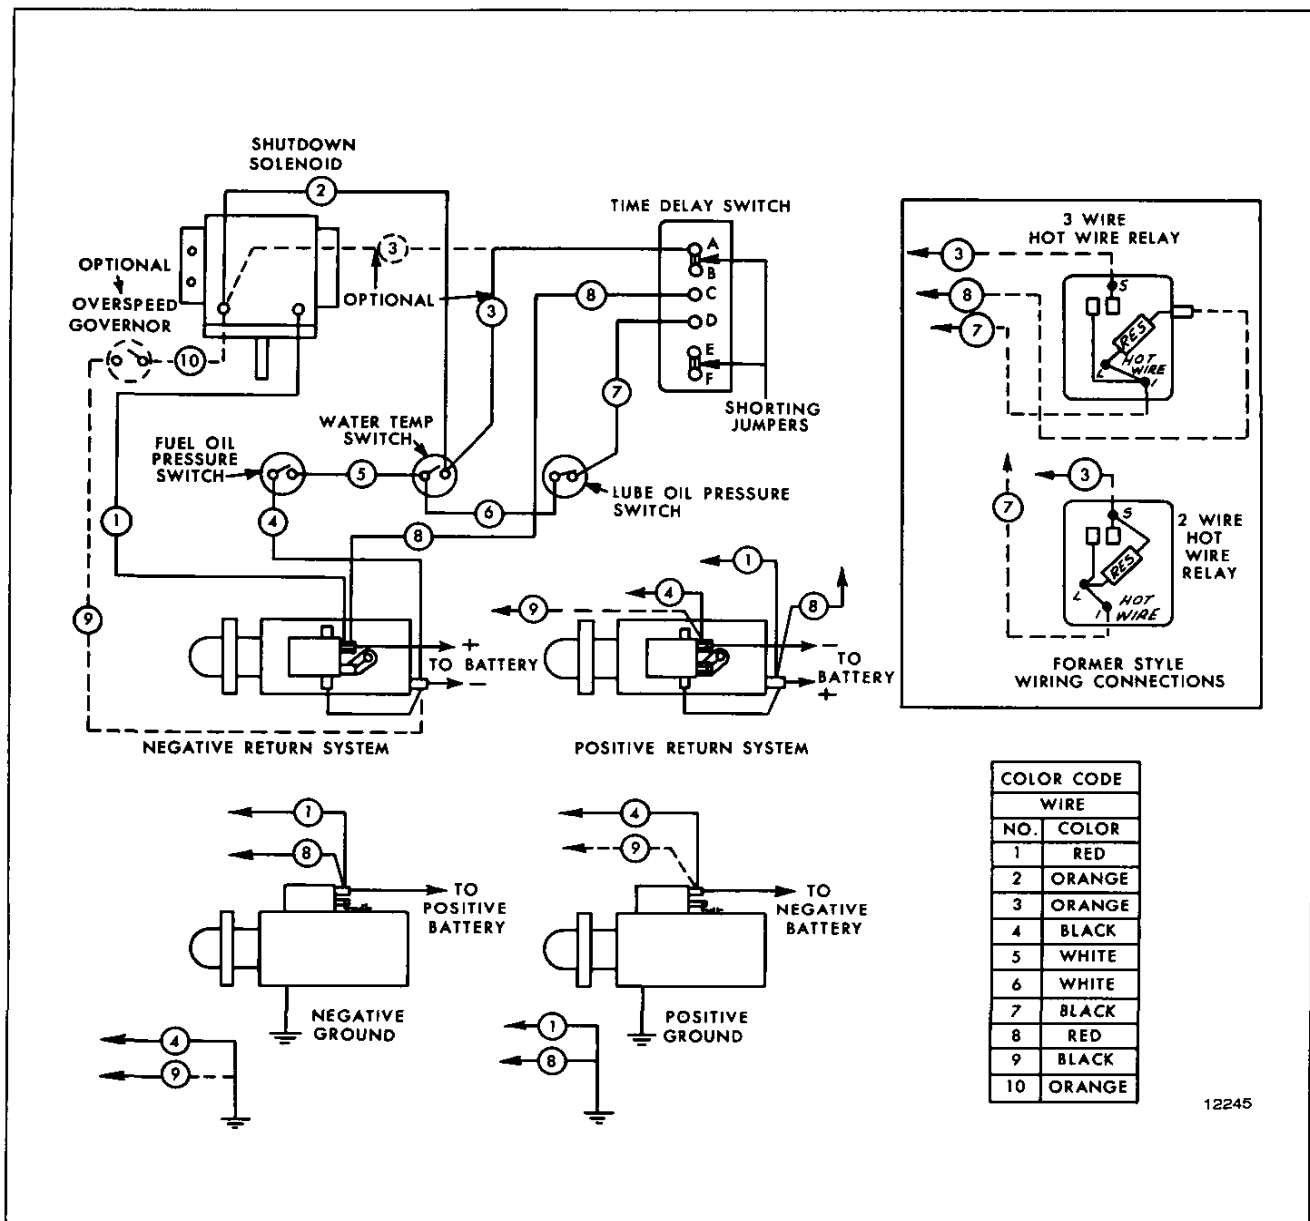 SHUTDOWN
SOLENOID
2
TIME DELAY SWITCH
3
OPTIONAL
OPTIONAL
OVERSPEED
GOVERNOR
10
3
8
A
B
C
D
E
F
7
SHORTING
JUMPERS
WATER TEMP
SWITCH
FUEL OIL
PRESSURE
SWITCH
5
LUBE OIL PRESSURE
SWITCH
6
1
4
8
9
+
TO BATTERY
–
NEGATIVE RETURN SYSTEM
1
4
9
8
–
TO
BATTERY
+
POSITIVE RETURN SYSTEM
3 WIRE
HOT WIRE RELAY
3
8
7
S
RES
L
HOT
WIRE
1
3
7
S
RES
L
1
HOT
WIRE
2 WIRE
HOT
WIRE
RELAY
FORMER STYLE
WIRING CONNECTIONS
1
8
TO
POSITIVE
BATTERY
NEGATIVE
GROUND
4
9
4
9
TO
NEGATIVE
BATTERY
POSITIVE
GROUND
1
8
COLOR CODE
WIRE
NO. COLOR
1 RED
2 ORANGE
3 ORANGE
4 BLACK
5 WHITE
6 WHITE
7 BLACK
8 RED
9 BLACK
10 ORANGE
12245